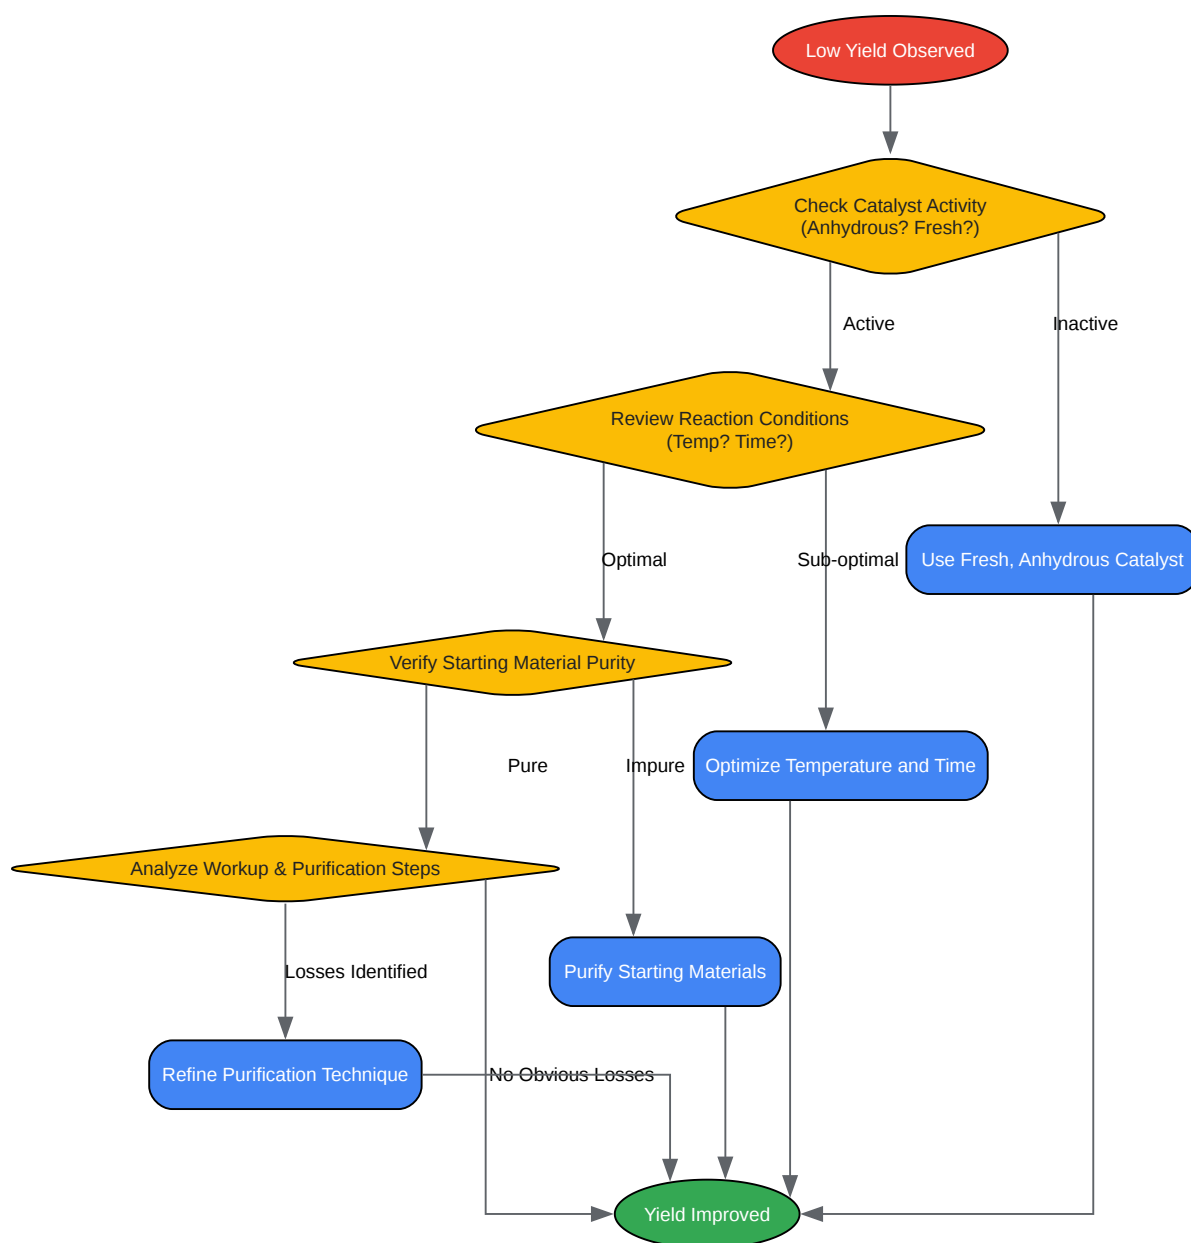 Low Yield Observed
Check Catalyst Activity
(Anhydrous? Fresh?)
Active
Inactive
Review Reaction Conditions
(Temp? Time?)
Optimal
Sub-optimal
Use Fresh, Anhydrous Catalyst
Verify Starting Material Purity
Pure
Impure
Optimize Temperature and Time
Analyze Workup & Purification Steps
Losses Identified
Purify Starting Materials
Refine Purification Technique
No Obvious Losses
Yield Improved